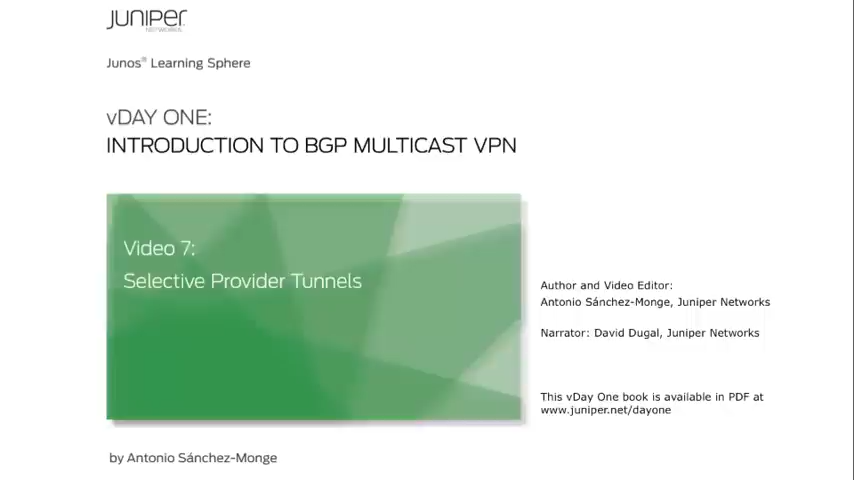 JUNIPER
NETWORKS
Junos® Learning Sphere
vDAY ONE:
INTRODUCTION TO BGP MULTICAST VPN
Video 7:
Selective Provider Tunnels
Author and Video Editor:
Antonio Sánchez-Monge, Juniper Networks
Narrator: David Dugal, Juniper Networks
This vDay One book is available in PDF at
www.juniper.net/dayone
by Antonio Sánchez-Monge